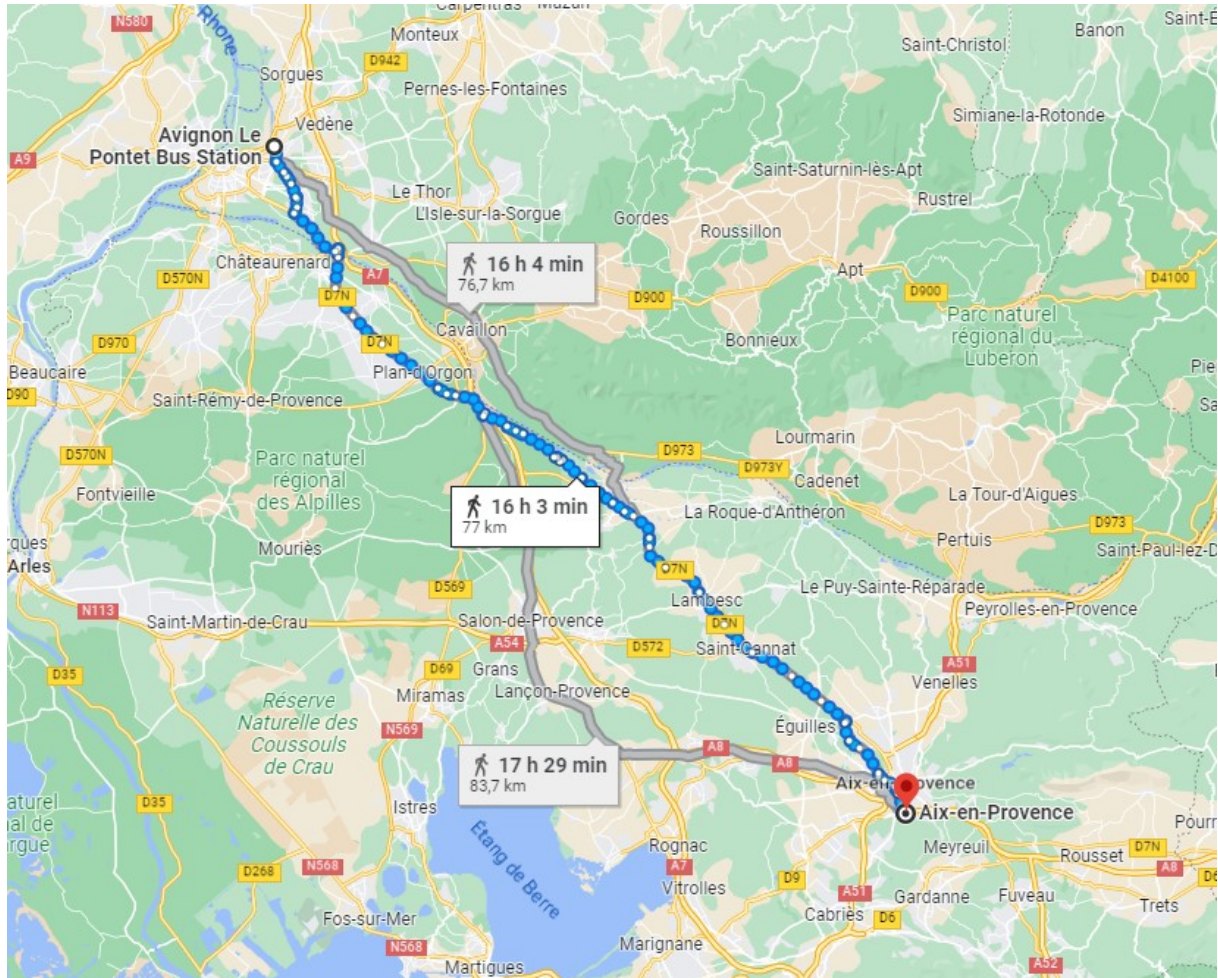 Carpentras
Mazan
N580
Rhone
Monteux
Banon
Saint-Christol
D942
Sorgues
Pernes-les-Fontaines
Simiane-la-Rotonde
Vedène
Avignon Le
Pontet Bus Station
A9
Saint-Saturnin-lès-Apt
Le Thor
Rustrel
L'Isle-sur-la-Sorgue
Gordes
Roussillon
16 h 4 min
76,7 km
Châteaurenard
D570N
A7
Apt
D4100
D7N
D900
D900
Parc naturel
régional du
Luberon
Cavaillon
Bonnieux
D970
D7N
Beaucaire
Plan-d'Orgon
D90
Saint-Rémy-de-Provence
Lourmarin
D570N
Parc naturel
régional
des Alpilles
D973
D973Y
Cadenet
Fontvieille
16 h 3 min
77 km
La Tour-d'Aigues
La Roque-d'Anthéron
D973
Pertuis
Mouriès
Saint-Paul-lez-D
Arles
D7N
D569
Le Puy-Sainte-Réparade
Lambesc
Peyrolles-en-Provence
N113
Saint-Martin-de-Crau
Salon-de-Provence
A54
D572
Saint-Cannat
A51
D35
D69
Grans
Miramas
Lançon-Provence
Venelles
Réserve
Naturelle des
Coussouls
de Crau
N569
Éguilles
17 h 29 min
83,7 km
A8
A8
Aix-en-Provence
Aix-en-Provence
D35
Istres
Étang de Berre
Rognac
Meyreuil
D7N
Rousset
A8
N568
D268
A7
D9
Vitrolles
A51
Gardanne
Fuveau
Trets
Fos-sur-Mer
Cabriès
D6
N568
Marignane
Martigues
A52